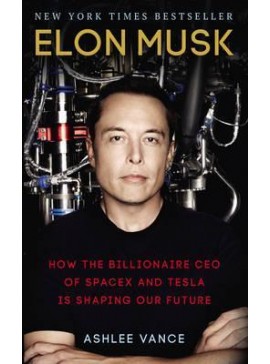 NEW YORK TIMES BESTSELLER
ELON MUSK
HOW THE BILLIONAIRE CEO
OF SPACEX AND TESLA
IS SHAPING OUR FUTURE
ASHLEE VANCE